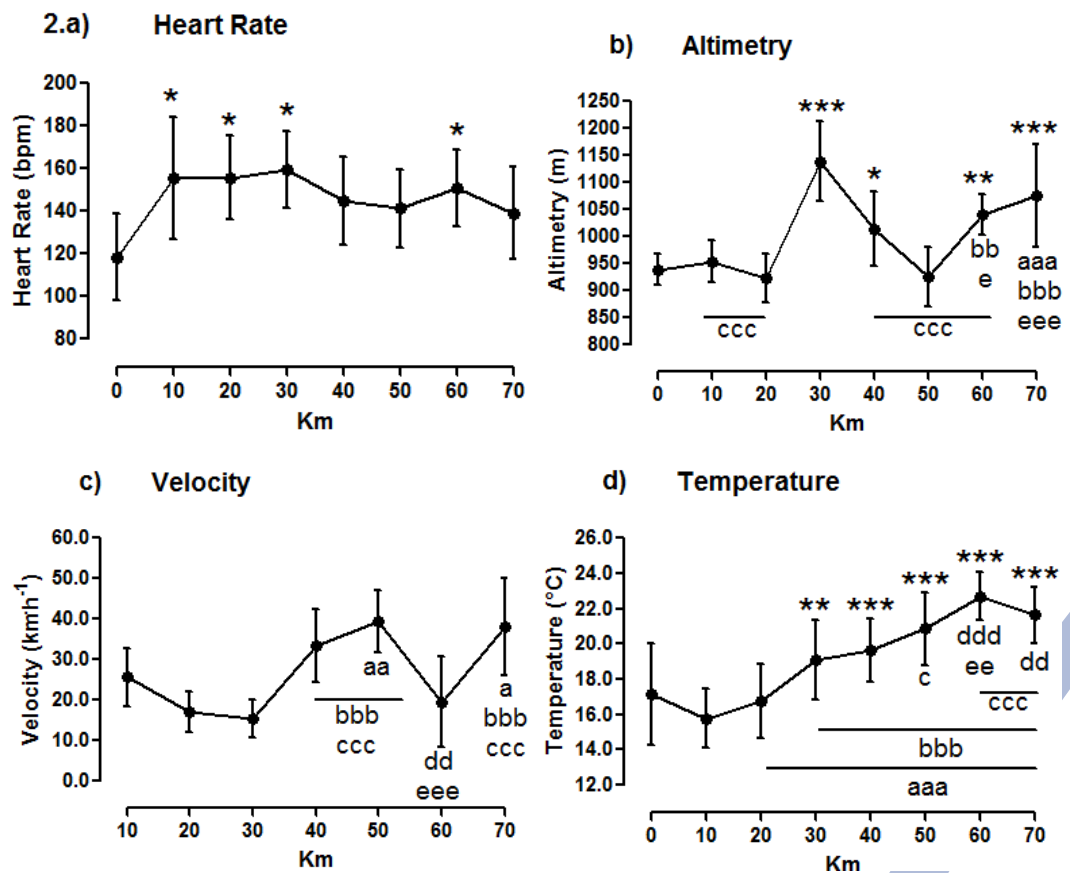 2.a) Heart Rate
Heart Rate (bpm)
200
180
160
140
120
100
80
* * * *
0 10 20 30 40 50 60 70
Km
b) Altimetry
Altimetry (m)
1250
1200
1150
1100
1050
1000
950
900
850
800
*** * ** ***
bb
e
aaa
bbb
eee
ccc ccc
0 10 20 30 40 50 60 70
Km
c) Velocity
Velocity (km·h⁻¹)
60.0
50.0
40.0
30.0
20.0
10.0
0.0
aa
bbb
ccc
dd
eee
a
bbb
ccc
10 20 30 40 50 60 70
Km
d) Temperature
Temperature (°C)
26.0
24.0
22.0
20.0
18.0
16.0
14.0
12.0
** *** *** *** ***
c
ddd
ee
dd
ccc
bbb
aaa
0 10 20 30 40 50 60 70
Km